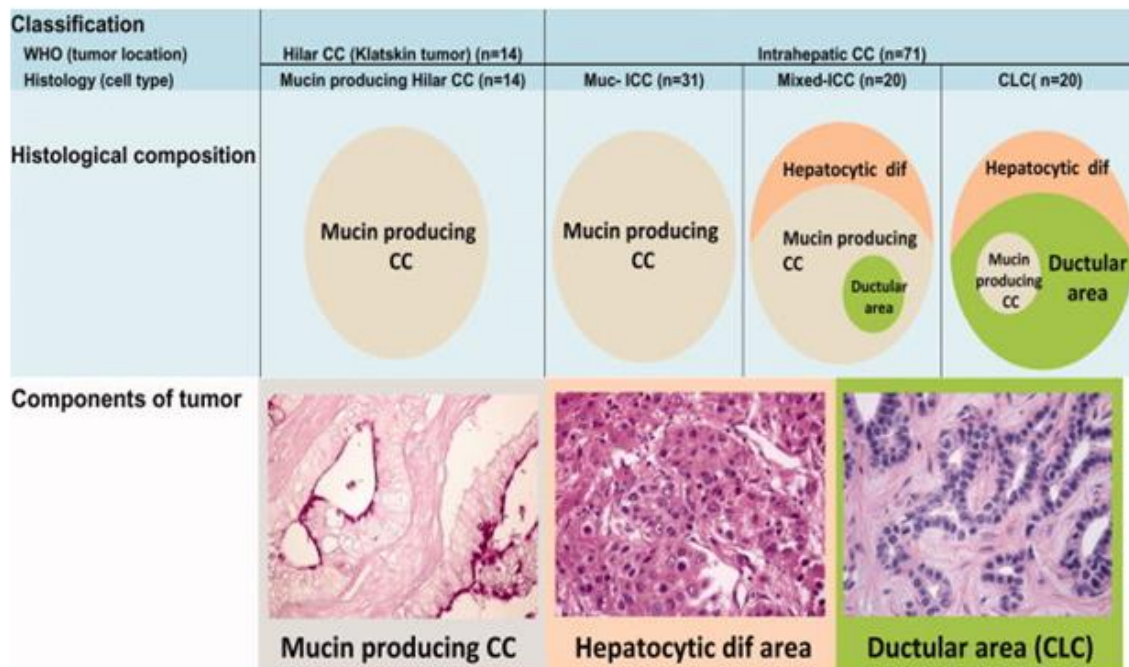 Classification
WHO (tumor location) Hilar CC (Klatskin tumor) (n=14) Intrahepatic CC (n=71)
Histology (cell type) Mucin producing Hilar CC (n=14) Muc- ICC (n=31) Mixed-ICC (n=20) CLC( n=20)
Histological composition
Mucin producing
CC
Mucin producing
CC
Hepatocytic dif
Mucin producing
CC
Ductular
area
Hepatocytic dif
Mucin
producing
CC
Ductular
area
Components of tumor
Mucin producing CC Hepatocytic dif area Ductular area (CLC)